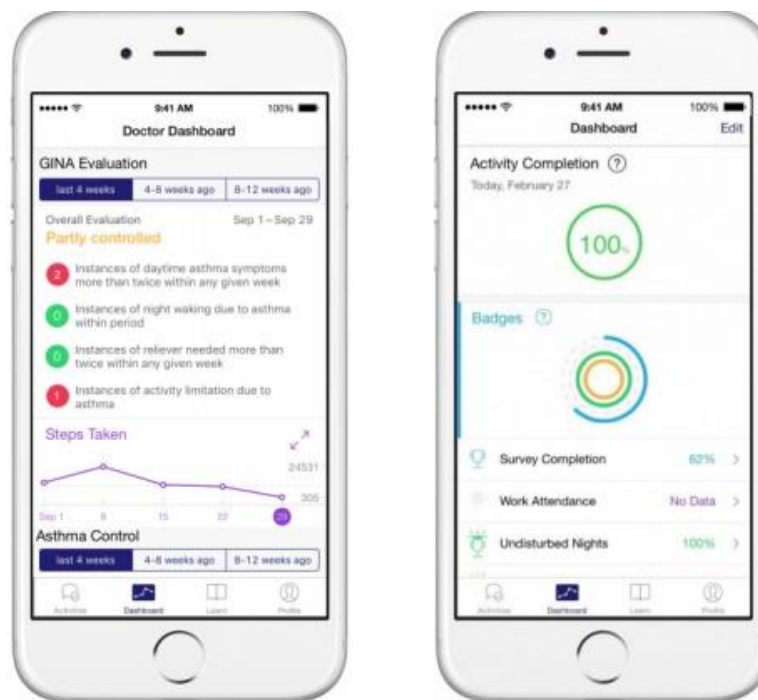 9:41 AM
100%
Doctor Dashboard
GINA Evaluation
last 4 weeks
4-8 weeks ago
8-12 weeks ago
Overall Evaluation
Sep 1 – Sep 29
Partly controlled
2
Instances of daytime asthma symptoms
more than twice within any given week
0
Instances of night waking due to asthma
within period
0
Instances of reliever needed more than
twice within any given week
1
Instances of activity limitation due to
asthma
Steps Taken
24531
305
Sep 1
8
15
22
29
Asthma Control
last 4 weeks
4-8 weeks ago
8-12 weeks ago
Activities
Dashboard
Learn
Profile
9:41 AM
100%
Dashboard
Edit
Activity Completion ?
Today, February 27
100%
Badges ?
Survey Completion
62% >
Work Attendance
No Data >
Undisturbed Nights
100% >
Activities
Dashboard
Learn
Profile